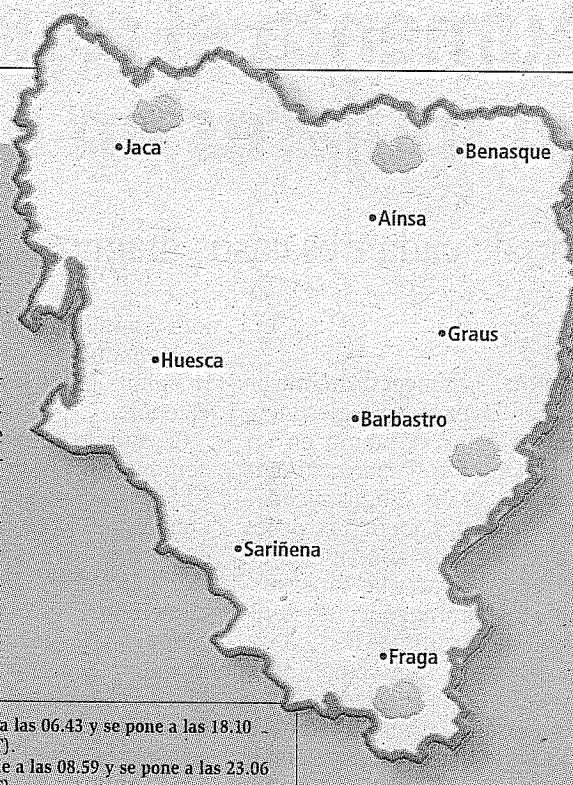 •Jaca
•Benasque
•Aínsa
•Graus
•Huesca
•Barbastro
•Sariñena
•Fraga
a las 06.43 y se pone a las 18.10
).
e a las 08.59 y se pone a las 23.06